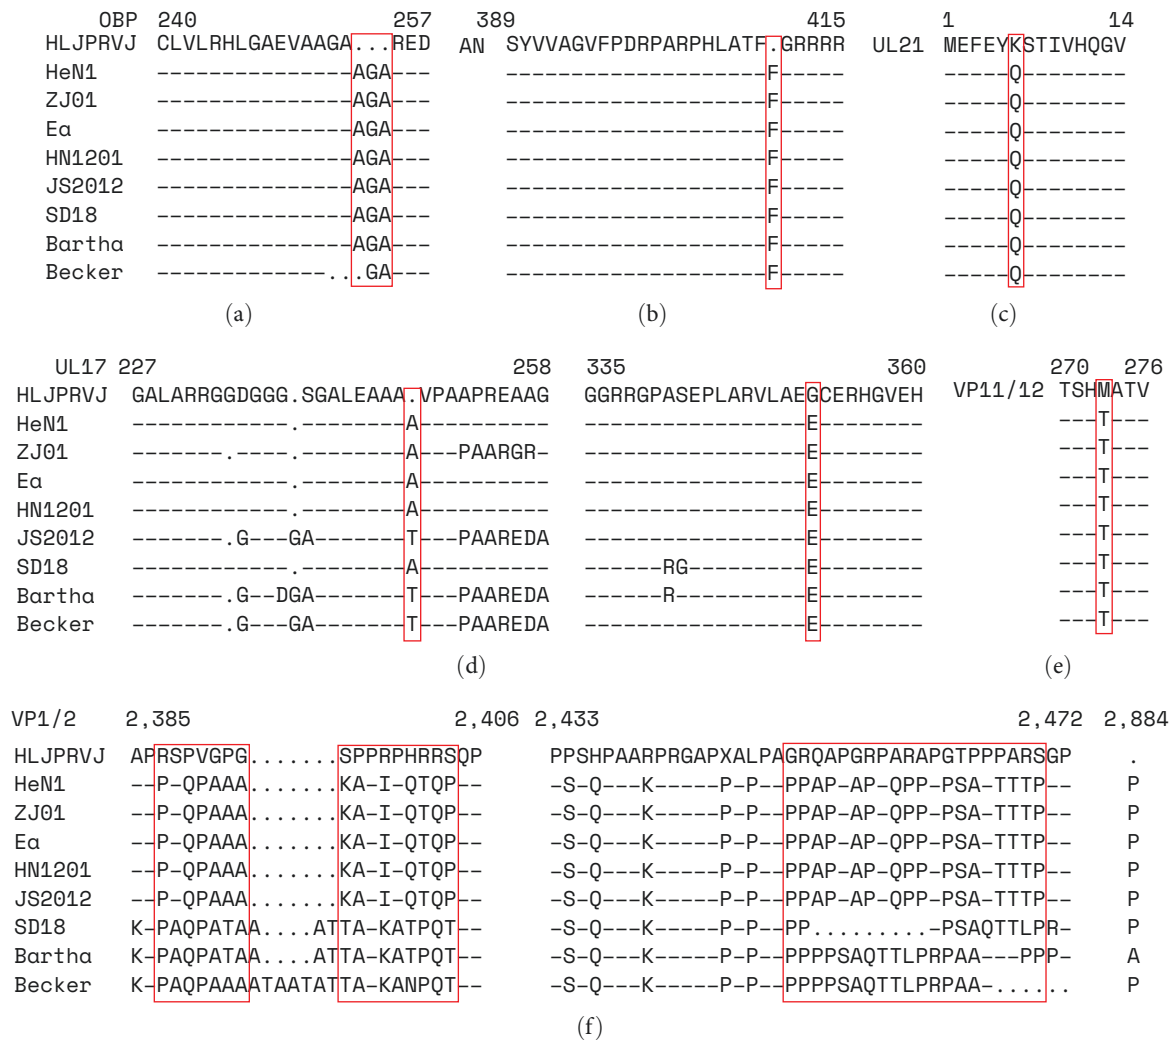 OBP 240 257 389 415 1 14
HLJPRVJ CLVLRHLGAEVAAGA...RED AN SYVVAGVFPDRPARPHLATF.GRRRR UL21 MEFEYKSTIVHQGV
HeN1 ---------------AGA--- --------------------F----- -----Q--------
ZJ01 ---------------AGA--- --------------------F----- -----Q--------
Ea ---------------AGA--- --------------------F----- -----Q--------
HN1201 ---------------AGA--- --------------------F----- -----Q--------
JS2012 ---------------AGA--- --------------------F----- -----Q--------
SD18 ---------------AGA--- --------------------F----- -----Q--------
Bartha ---------------AGA--- --------------------F----- -----Q--------
Becker -------------...GA--- --------------------F----- -----Q--------
(a) (b) (c)
UL17 227 258 335 360 270 276
HLJPRVJ GALARRGGDGGG.SGALEAAA.VPAAPREAAG GGRRGPASEPLARVLAEGCERHGVEH VP11/12 TSHMATV
HeN1 ------------.--------A---------- -----------------E-------- ---T---
ZJ01 -------.----.--------A---PAARGR- -----------------E-------- ---T---
Ea ------------.--------A---------- -----------------E-------- ---T---
HN1201 ------------.--------A---------- -----------------E-------- ---T---
JS2012 -------.G---GA-------T---PAAREDA -----------------E-------- ---T---
SD18 ------------.--------A---------- ------RG---------E-------- ---T---
Bartha -------.G--DGA-------T---PAAREDA ------R----------E-------- ---T---
Becker -------.G---GA-------T---PAAREDA -----------------E-------- ---T---
(d) (e)
VP1/2 2,385 2,406 2,433 2,472 2,884
HLJPRVJ APRSPVGPG.......SPPRPHRRSQP PPSHPAARPRGAPXALPAGRQAPGRPARAPGTPPPARSGP .
HeN1 --P-QPAAA.......KA-I-QTQP-- -S-Q---K-----P-P--PPAP-AP-QPP-PSA-TTTP-- P
ZJ01 --P-QPAAA.......KA-I-QTQP-- -S-Q---K-----P-P--PPAP-AP-QPP-PSA-TTTP-- P
Ea --P-QPAAA.......KA-I-QTQP-- -S-Q---K-----P-P--PPAP-AP-QPP-PSA-TTTP-- P
HN1201 --P-QPAAA.......KA-I-QTQP-- -S-Q---K-----P-P--PPAP-AP-QPP-PSA-TTTP-- P
JS2012 --P-QPAAA.......KA-I-QTQP-- -S-Q---K-----P-P--PPAP-AP-QPP-PSA-TTTP-- P
SD18 K-PAQPATAA....ATTA-KATPQT-- -S-Q---K-----P-P--PP.........-PSAQTTLPR- P
Bartha K-PAQPATAA....ATTA-KATPQT-- -S-Q---K-----P-P--PPPPSAQTTLPRPAA---PPP- A
Becker K-PAQPAAAATAATATTA-KANPQT-- -S-Q---K-----P-P--PPPPSAQTTLPRPAA-...... P
(f)